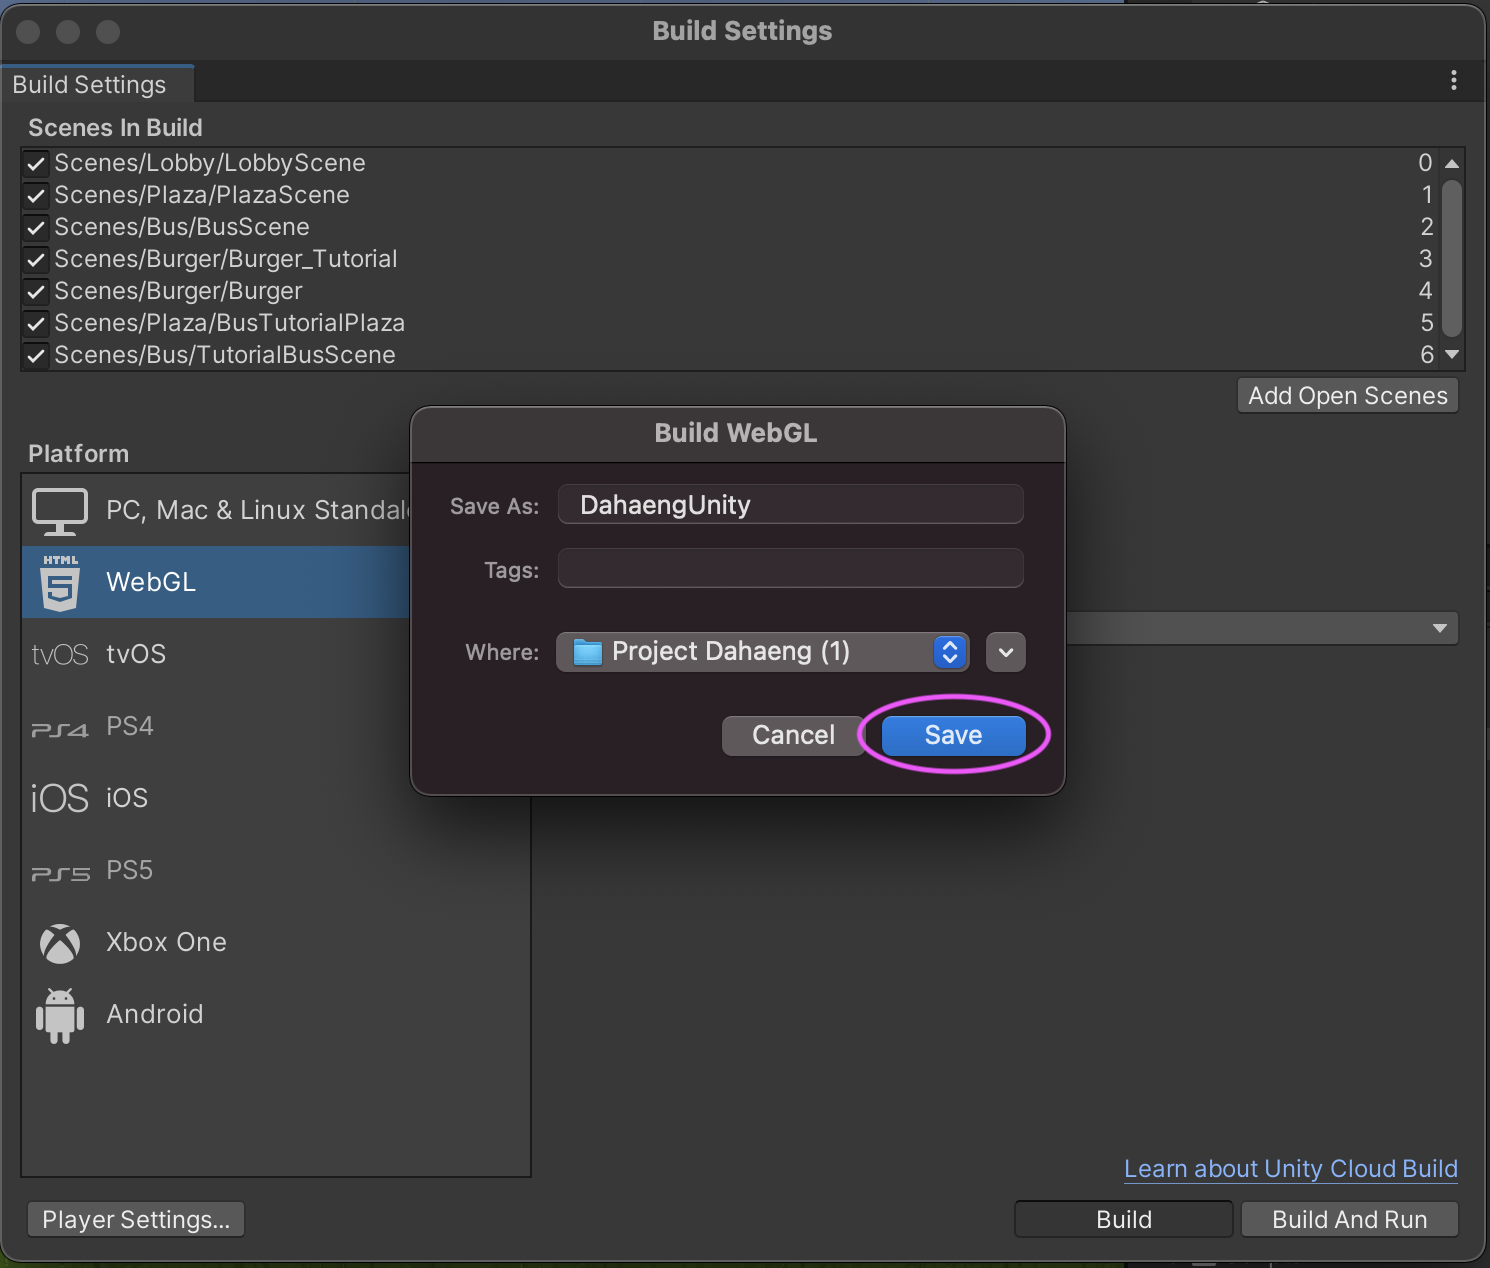 Build Settings
Build Settings
Scenes In Build
Scenes/Lobby/LobbyScene 0
Scenes/Plaza/PlazaScene 1
Scenes/Bus/BusScene 2
Scenes/Burger/Burger_Tutorial 3
Scenes/Burger/Burger 4
Scenes/Plaza/BusTutorialPlaza 5
Scenes/Bus/TutorialBusScene 6
Add Open Scenes
Build WebGL
Save As: DahaengUnity
Tags:
Where: Project Dahaeng (1)
Cancel Save
Platform
PC, Mac & Linux Standal
HTML 5 WebGL
tvOS tvOS
PS4 PS4
iOS iOS
PS5 PS5
Xbox One
Android
Learn about Unity Cloud Build
Player Settings... Build Build And Run